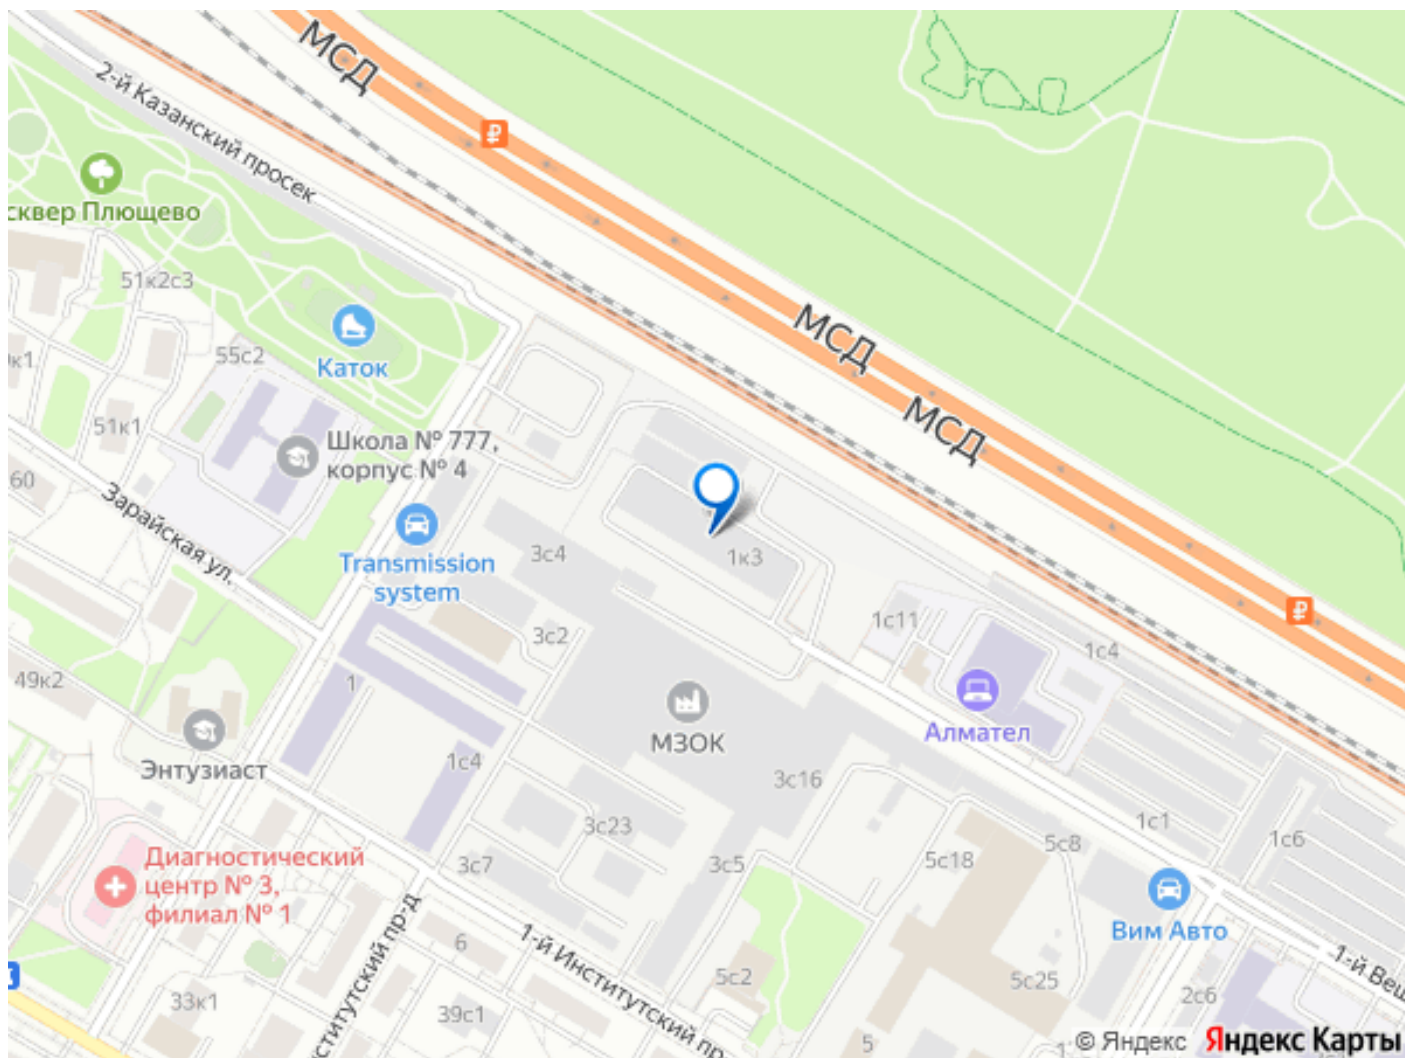 МСД
2-й Казанский просек
₽
сквер Плющево
51к2с3
Каток
МСД
55с2
МСД
51к1
Школа № 777,
корпус № 4
60
Зарайская ул.
Transmission
system
3с4
1к3
1с11
₽
3с2
1с4
49к2
1
Алмател
МЗОК
Энтузиаст
1с4
3с16
3с23
1с1
1с6
5с8
Диагностический
центр № 3,
филиал № 1
3с7
3с5
5с18
Вим Авто
6
1-й Институтский пр-
ститутский пр-д
1-й Веш
5с2
5с25
2с6
33к1
39с1
5
© Яндекс Яндекс Карты